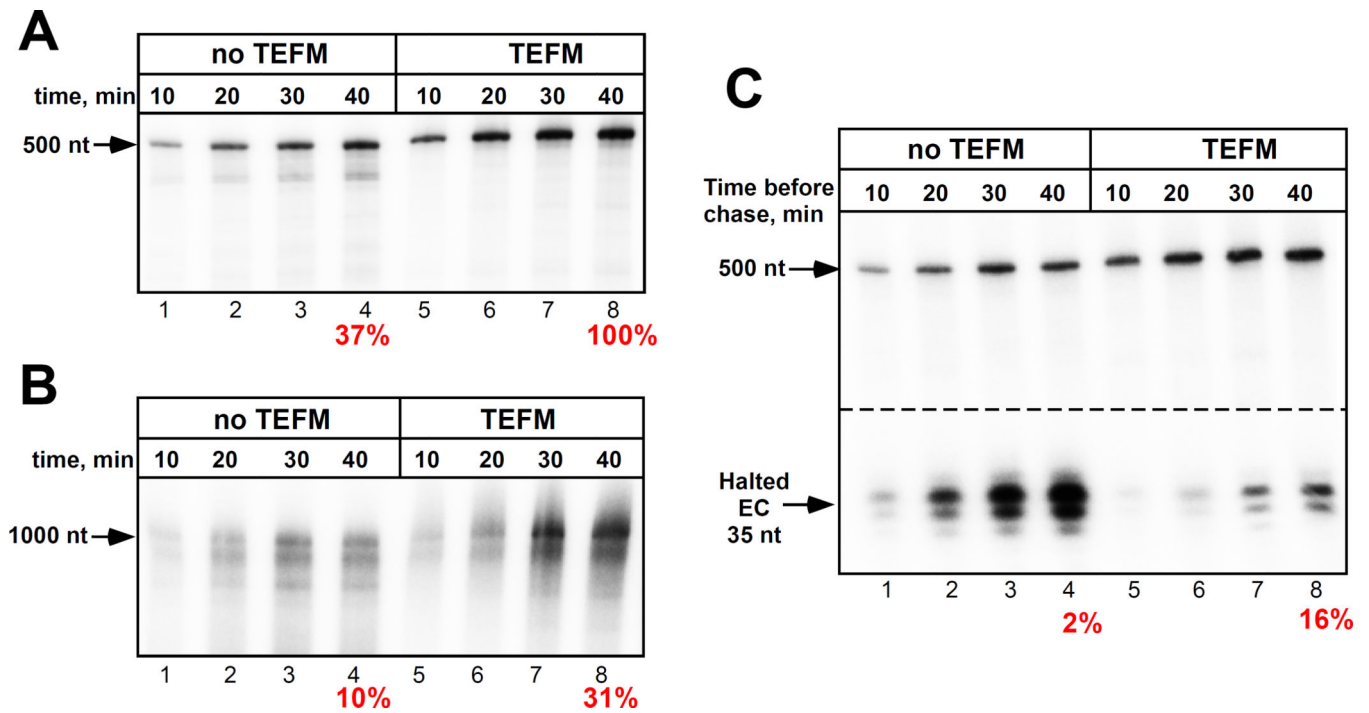 A
no TEFM TEFM
time, min 10 20 30 40 10 20 30 40
500 nt
1 2 3 4 5 6 7 8
37% 100%
B
no TEFM TEFM
time, min 10 20 30 40 10 20 30 40
1000 nt
1 2 3 4 5 6 7 8
10% 31%
C
no TEFM TEFM
Time before
chase, min 10 20 30 40 10 20 30 40
500 nt
Halted
EC
35 nt
1 2 3 4 5 6 7 8
2% 16%